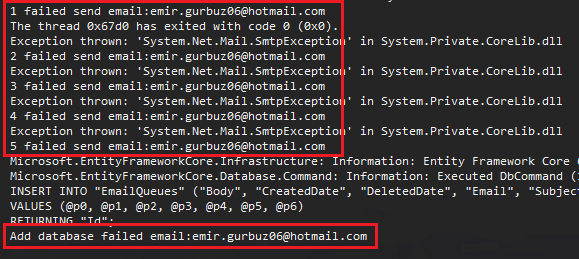 1 failed send email:emir.gurbuz06@hotmail.com
The thread 0x67d0 has exited with code 0 (0x0).
Exception thrown: 'System.Net.Mail.SmtpException' in System.Private.CoreLib.dll
2 failed send email:emir.gurbuz06@hotmail.com
Exception thrown: 'System.Net.Mail.SmtpException' in System.Private.CoreLib.dll
3 failed send email:emir.gurbuz06@hotmail.com
Exception thrown: 'System.Net.Mail.SmtpException' in System.Private.CoreLib.dll
4 failed send email:emir.gurbuz06@hotmail.com
Exception thrown: 'System.Net.Mail.SmtpException' in System.Private.CoreLib.dll
5 failed send email:emir.gurbuz06@hotmail.com
Microsoft.EntityFrameworkCore.Infrastructure: Information: Entity Framework Core
Microsoft.EntityFrameworkCore.Database.Command: Information: Executed DbCommand (
INSERT INTO "EmailQueues" ("Body", "CreatedDate", "DeletedDate", "Email", "Subject
VALUES (@p0, @p1, @p2, @p3, @p4, @p5, @p6)
RETURNING "Id";
Add database failed email:emir.gurbuz06@hotmail.com